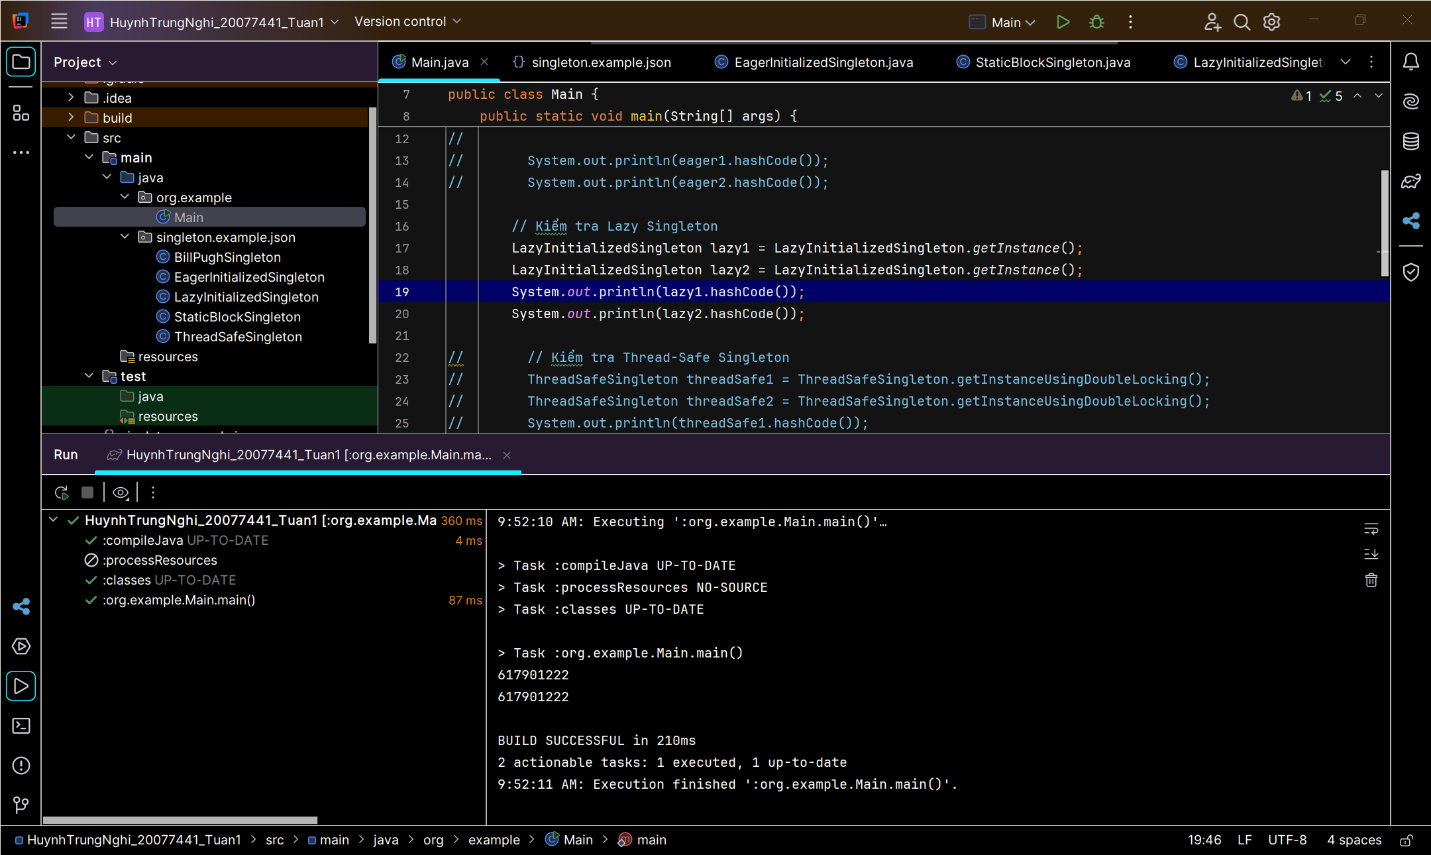 HT HuynhTrungNghi_20077441_Tuan1 Version control Main
Project
.idea
build
src
main
java
org.example
Main
singleton.example.json
BillPughSingleton
EagerInitializedSingleton
LazyInitializedSingleton
StaticBlockSingleton
ThreadSafeSingleton
resources
test
java
resources
Main.java {} singleton.example.json EagerInitializedSingleton.java StaticBlockSingleton.java LazyInitializedSinglet
1 5
7 public class Main {
8 public static void main(String[] args) {
12 //
13 // System.out.println(eager1.hashCode());
14 // System.out.println(eager2.hashCode());
15
16 // Kiểm tra Lazy Singleton
17 LazyInitializedSingleton lazy1 = LazyInitializedSingleton.getInstance();
18 LazyInitializedSingleton lazy2 = LazyInitializedSingleton.getInstance();
19 System.out.println(lazy1.hashCode());
20 System.out.println(lazy2.hashCode());
21
22 // // Kiểm tra Thread-Safe Singleton
23 // ThreadSafeSingleton threadSafe1 = ThreadSafeSingleton.getInstanceUsingDoubleLocking();
24 // ThreadSafeSingleton threadSafe2 = ThreadSafeSingleton.getInstanceUsingDoubleLocking();
25 // System.out.println(threadSafe1.hashCode());
Run HuynhTrungNghi_20077441_Tuan1 [:org.example.Main.ma...
HuynhTrungNghi_20077441_Tuan1 [:org.example.Ma 360 ms
:compileJava UP-TO-DATE 4 ms
:processResources
:classes UP-TO-DATE
:org.example.Main.main() 87 ms
9:52:10 AM: Executing ':org.example.Main.main()'…
> Task :compileJava UP-TO-DATE
> Task :processResources NO-SOURCE
> Task :classes UP-TO-DATE
> Task :org.example.Main.main()
617901222
617901222
BUILD SUCCESSFUL in 210ms
2 actionable tasks: 1 executed, 1 up-to-date
9:52:11 AM: Execution finished ':org.example.Main.main()'.
HuynhTrungNghi_20077441_Tuan1 > src > main > java > org > example > Main > main 19:46 LF UTF-8 4 spaces